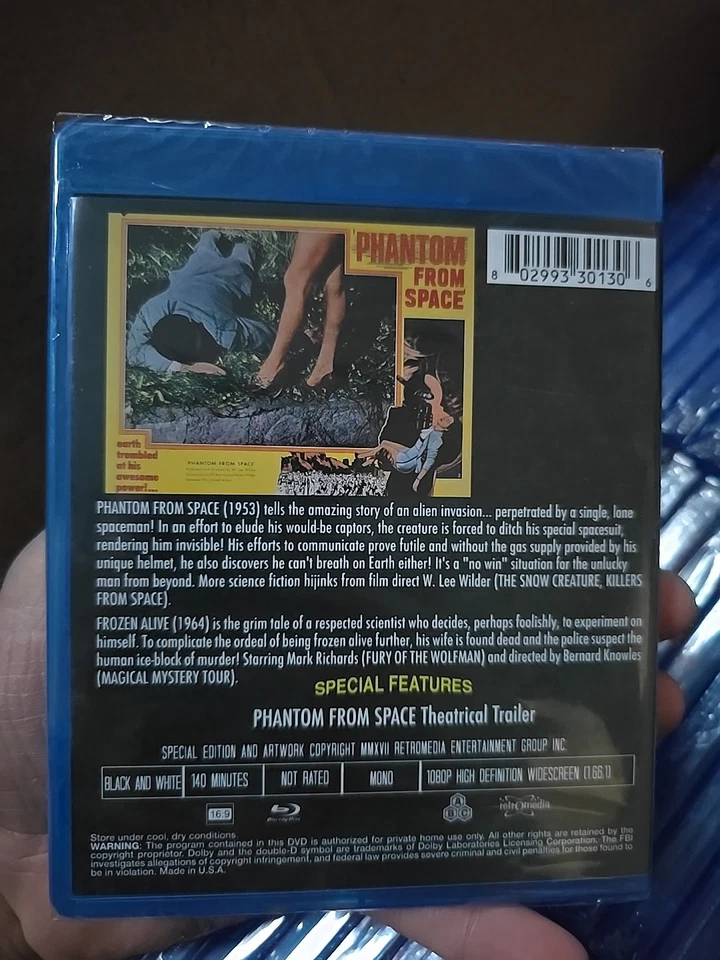 PHANTOM
FROM
SPACE
8 02993 30130 6
earth
trembled
at his
awesome
power!...
"PHANTOM FROM SPACE"
PHANTOM FROM SPACE (1953) tells the amazing story of an alien invasion... perpetrated by a single, lone
spaceman! In an effort to elude his would-be captors, the creature is forced to ditch his special spacesuit,
rendering him invisible! His efforts to communicate prove futile and without the gas supply provided by his
unique helmet, he also discovers he can't breath on Earth either! It's a "no win" situation for the unlucky
man from beyond. More science fiction hijinks from film direct W. Lee Wilder (THE SNOW CREATURE, KILLERS
FROM SPACE).
FROZEN ALIVE (1964) is the grim tale of a respected scientist who decides, perhaps foolishly, to experiment on
himself. To complicate the ordeal of being frozen alive further, his wife is found dead and the police suspect the
human ice-block of murder! Starring Mark Richards (FURY OF THE WOLFMAN) and directed by Bernard Knowles
(MAGICAL MYSTERY TOUR).
SPECIAL FEATURES
PHANTOM FROM SPACE Theatrical Trailer
SPECIAL EDITION AND ARTWORK COPYRIGHT MMXVII RETROMEDIA ENTERTAINMENT GROUP INC.
BLACK AND WHITE 140 MINUTES NOT RATED MONO 1080P HIGH DEFINITION WIDESCREEN (1.66.1)
16:9 Blu-ray Disc A B C retromedia
Store under cool, dry conditions
WARNING: The program contained in this DVD is authorized for private home use only. All other rights are retained by the
copyright proprietor. Dolby and the double-D symbol are trademarks of Dolby Laboratories Licensing Corporation. The FBI
investigates allegations of copyright infringement, and federal law provides severe criminal and civil penalties for those found to
be in violation. Made in U.S.A.